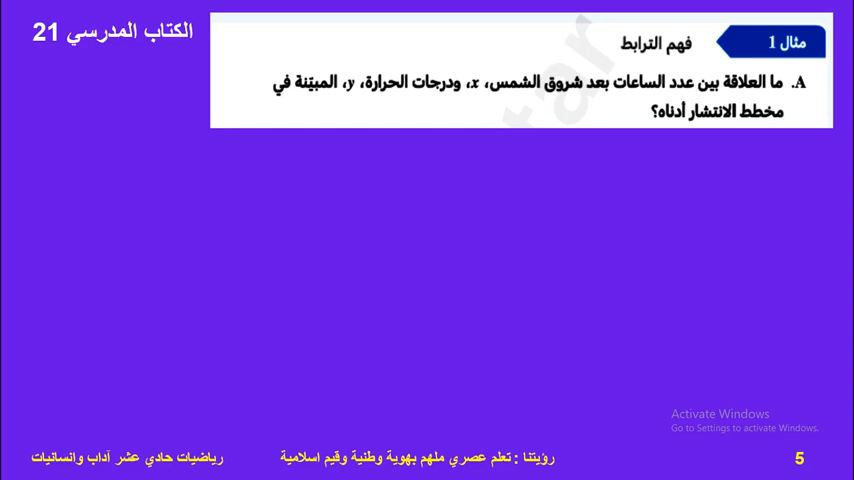 الكتاب المدرسي 21
مثال 1 فهم الترابط
A. ما العلاقة بين عدد الساعات بعد شروق الشمس، x، ودرجات الحرارة، y، المبيّنة في
مخطط الانتشار أدناه؟
Activate Windows
Go to Settings to activate Windows.
رياضيات حادي عشر آداب وانسانيات
رؤيتنا : تعلم عصري ملهم بهوية وطنية وقيم اسلامية
5